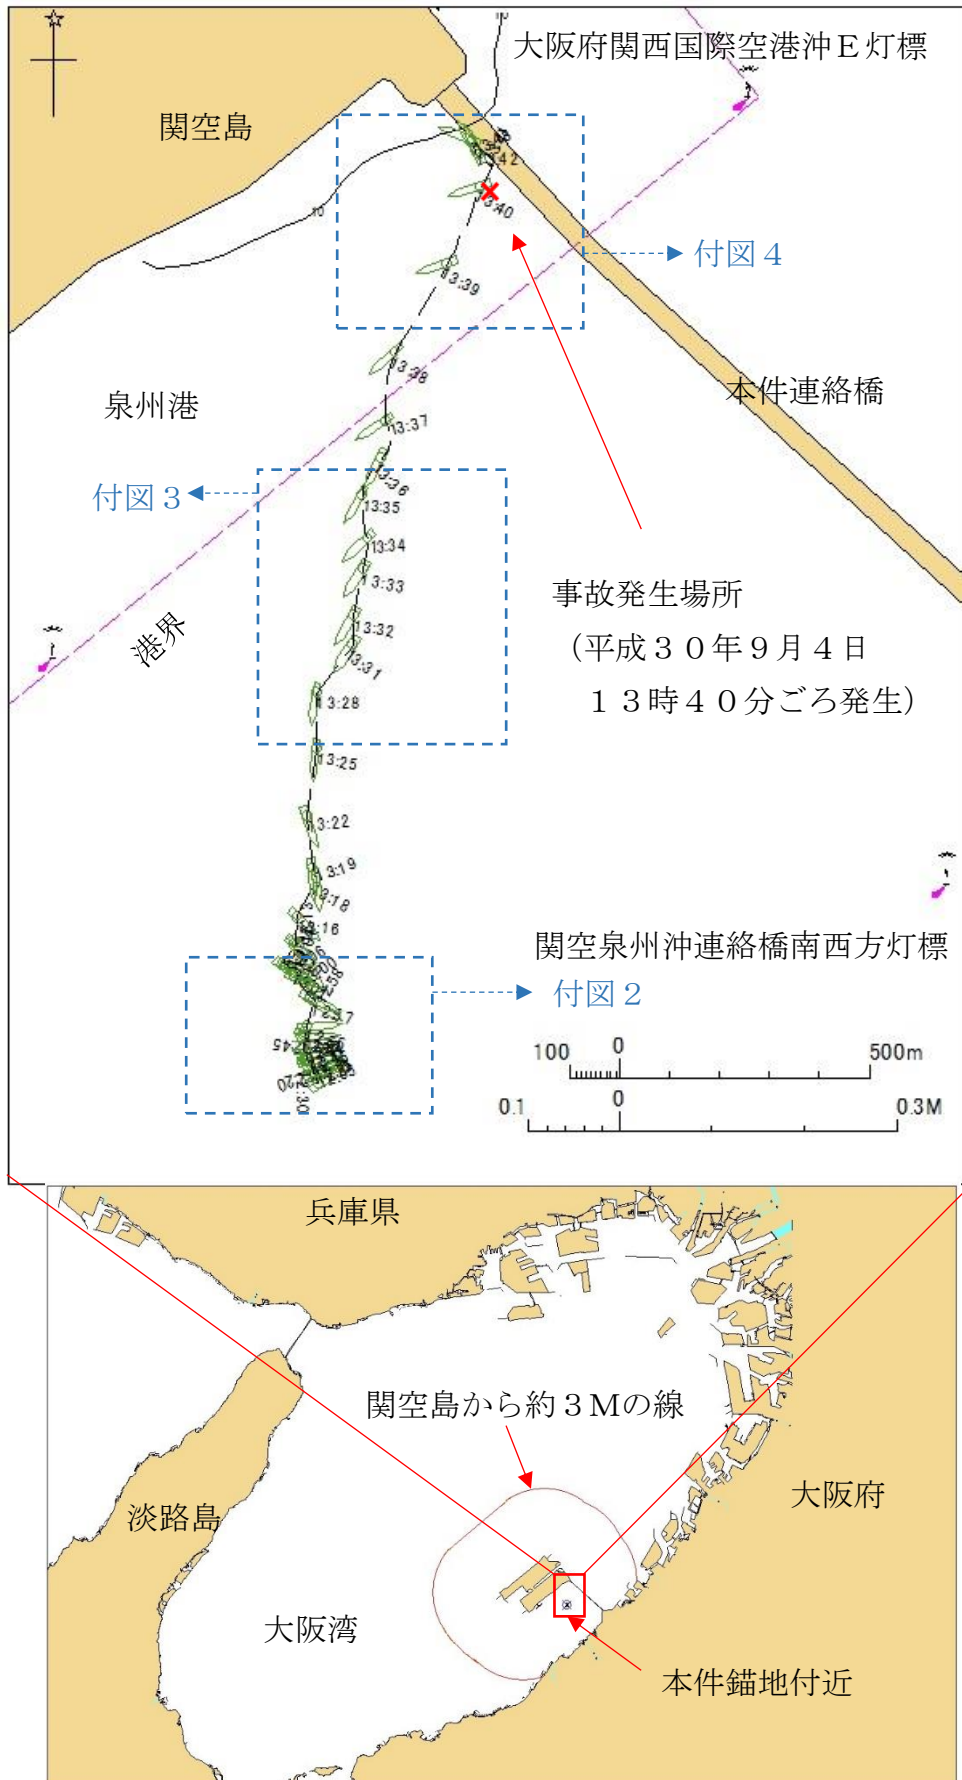 大阪府関西国際空港沖Ｅ灯標
関空島
10
13:42
13:40
付図４
13:39
13:38
本件連絡橋
泉州港
13:37
13:36
付図３
13:35
13:34
13:33
事故発生場所
（平成３０年９月４日
１３時４０分ごろ発生）
13:32
港界
13:31
13:28
13:25
13:22
13:19
13:18
関空泉州沖連絡橋南西方灯標
付図２
100 0 500m
0.1 0 0.3M
兵庫県
関空島から約３Ｍの線
大阪府
淡路島
大阪湾
本件錨地付近